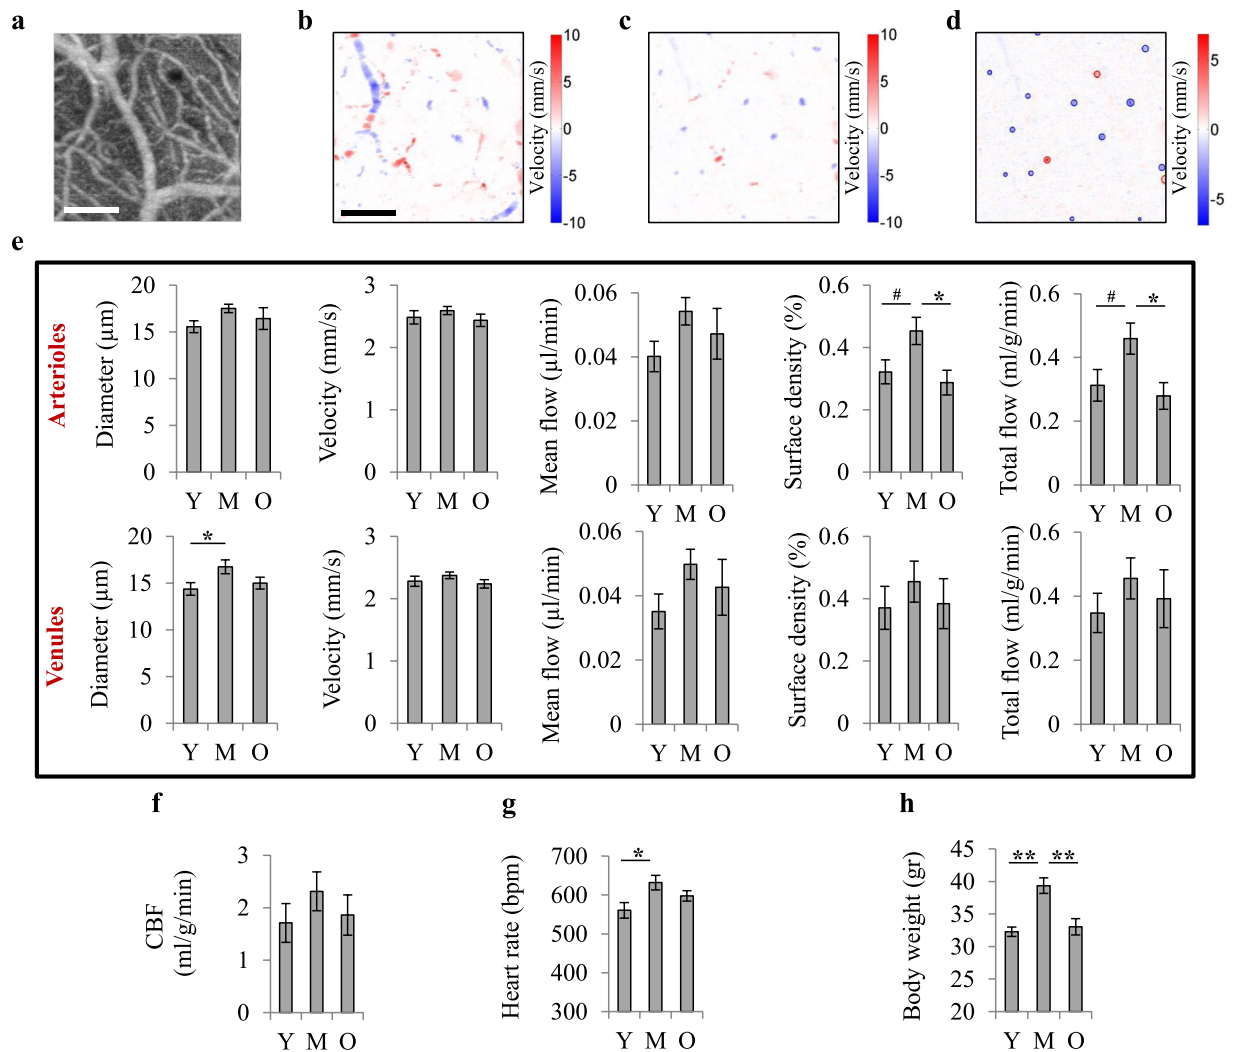 a
b
c
d
10
5
0
-5
-10
Velocity (mm/s)
10
5
0
-5
-10
Velocity (mm/s)
5
0
-5
Velocity (mm/s)
e
Arterioles
Diameter (µm)
20
15
10
5
0
Y M O
Velocity (mm/s)
3
2
1
0
Y M O
Mean flow (µl/min)
0.06
0.04
0.02
0
Y M O
Surface density (%)
0.6
0.4
0.2
0
# *
Y M O
Total flow (ml/g/min)
0.6
0.4
0.2
0
# *
Y M O
Venules
Diameter (µm)
20
15
10
5
0
*
Y M O
Velocity (mm/s)
3
2
1
0
Y M O
Mean flow (µl/min)
0.06
0.04
0.02
0
Y M O
Surface density (%)
0.6
0.4
0.2
0
Y M O
Total flow (ml/g/min)
0.6
0.4
0.2
0
Y M O
f
CBF
(ml/g/min)
3
2
1
0
Y M O
g
Heart rate (bpm)
700
600
500
400
300
*
Y M O
h
Body weight (gr)
45
40
35
30
25
20
** **
Y M O